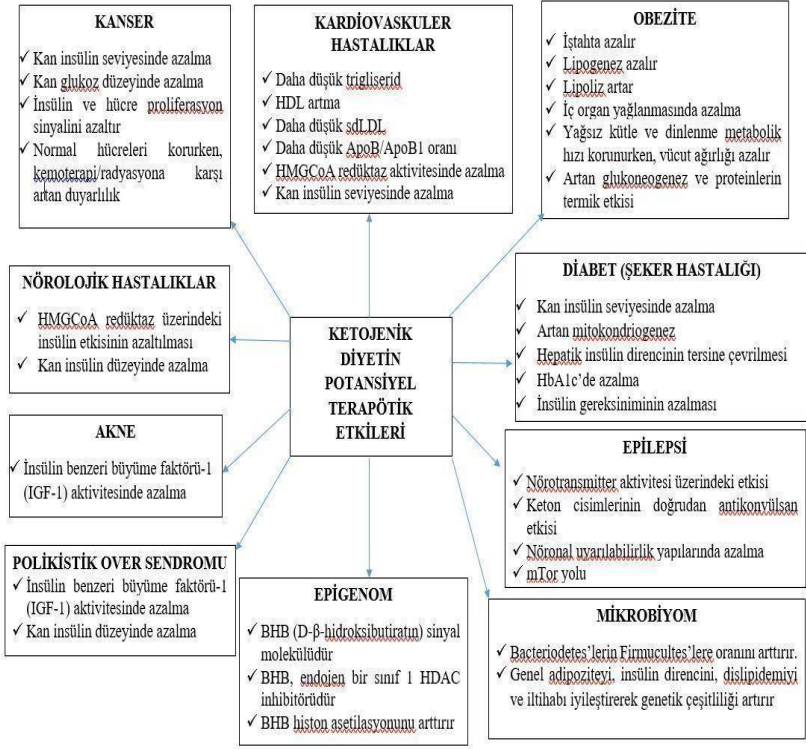 KANSER
✓ Kan insülin seviyesinde azalma
✓ Kan glukoz düzeyinde azalma
✓ İnsülin ve hücre proliferasyon
sinyalini azaltır
✓ Normal hücreleri korurken,
kemoterapi/radyasyona karşı
artan duyarlılık
KARDİOVASKULER
HASTALIKLAR
✓ Daha düşük trigliserid
✓ HDL artma
✓ Daha düşük sdLDL
✓ Daha düşük ApoB/ApoB1 oranı
✓ HMGCoA redüktaz aktivitesinde azalma
✓ Kan insülin seviyesinde azalma
OBEZİTE
✓ İştahta azalır
✓ Lipogenez azalır
✓ Lipoliz artar
✓ İç organ yağlanmasında azalma
✓ Yağsız kütle ve dinlenme metabolik
hızı korunurken, vücut ağırlığı azalır
✓ Artan glukoneogenez ve proteinlerin
termik etkisi
NÖROLOJİK HASTALIKLAR
✓ HMGCoA redüktaz üzerindeki
insülin etkisinin azaltılması
✓ Kan insülin düzeyinde azalma
KETOJENİK
DİYETİN
POTANSİYEL
TERAPÖTİK
ETKİLERİ
DİABET (ŞEKER HASTALIĞI)
✓ Kan insülin seviyesinde azalma
✓ Artan mitokondriogenez
✓ Hepatik insülin direncinin tersine çevrilmesi
✓ HbA1c’de azalma
✓ İnsülin gereksiniminin azalması
AKNE
✓ İnsülin benzeri büyüme faktörü-1
(IGF-1) aktivitesinde azalma
EPİLEPSİ
✓ Nörotransmitter aktivitesi üzerindeki etkisi
✓ Keton cisimlerinin doğrudan antikonvülsan
etkisi
✓ Nöronal uyarılabilirlik yapılarında azalma
✓ mTor yolu
POLİKİSTİK OVER SENDROMU
✓ İnsülin benzeri büyüme faktörü-1
(IGF-1) aktivitesinde azalma
✓ Kan insülin düzeyinde azalma
EPİGENOM
✓ BHB (D-β-hidroksibutiratın) sinyal
molekülüdür
✓ BHB, endojen bir sınıf 1 HDAC
inhibitörüdür
✓ BHB histon asetilasyonunu arttırır
MİKROBİYOM
✓ Bacteriodetes’lerin Firmucultes’lere oranını arttırır.
✓ Genel adipoziteyi, insülin direncini, dislipidemiyi
ve iltihabı iyileştirerek genetik çeşitliliği artırır